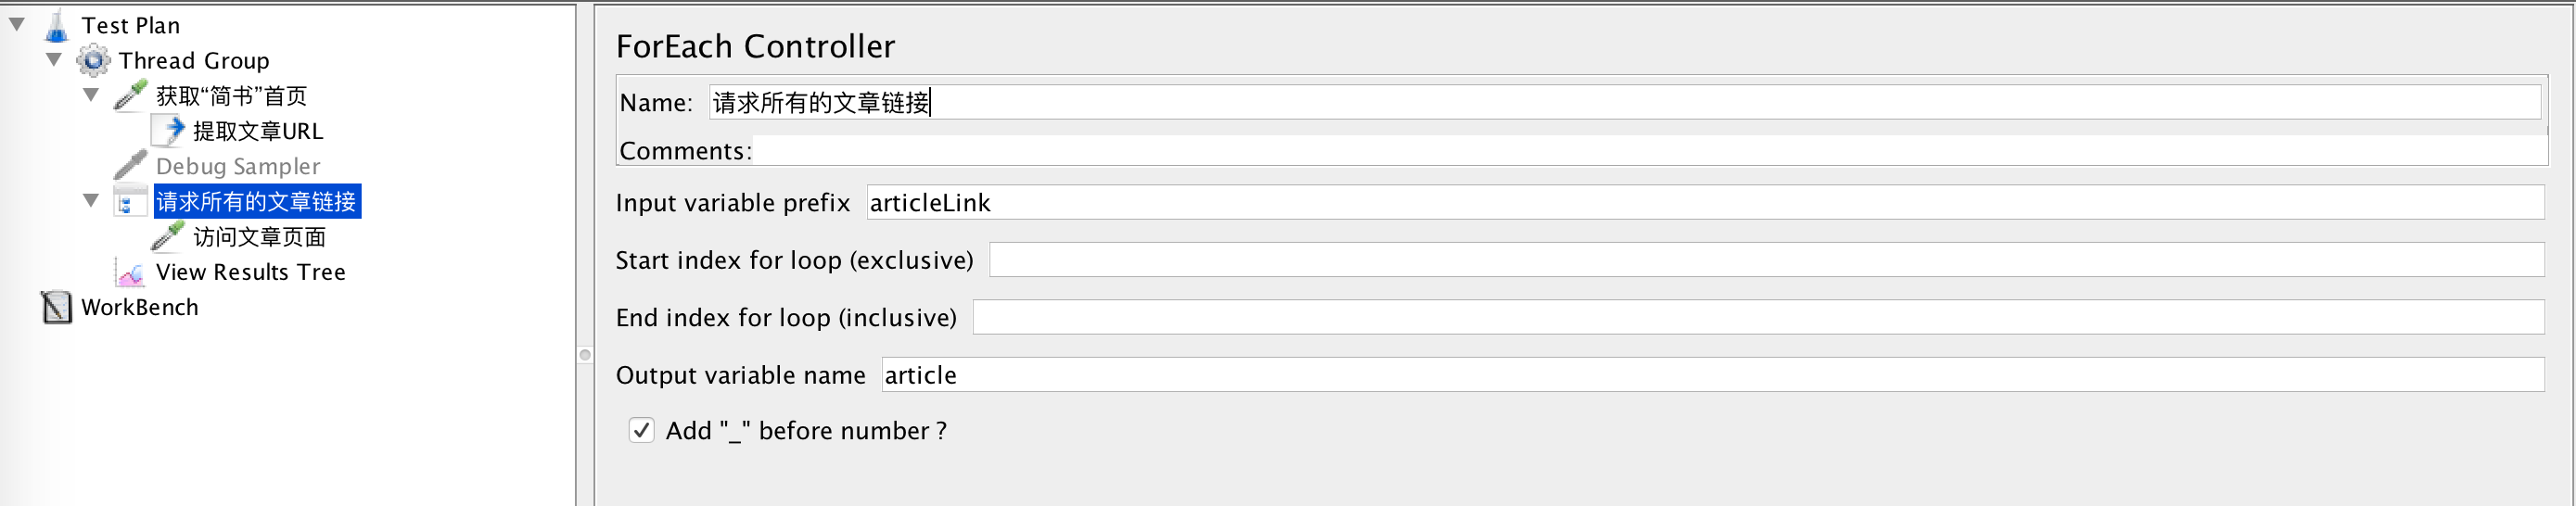 Test Plan
Thread Group
获取“简书”首页
提取文章URL
Debug Sampler
请求所有的文章链接
访问文章页面
View Results Tree
WorkBench
ForEach Controller
Name: 请求所有的文章链接
Comments:
Input variable prefix articleLink
Start index for loop (exclusive)
End index for loop (inclusive)
Output variable name article
Add "_" before number ?